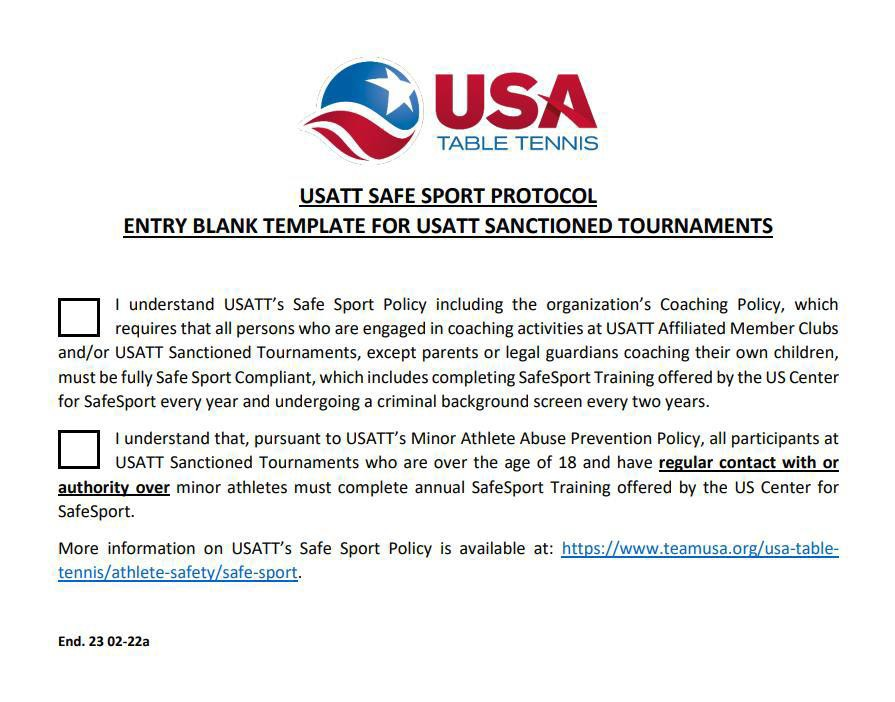 USA
TABLE TENNIS
USATT SAFE SPORT PROTOCOL
ENTRY BLANK TEMPLATE FOR USATT SANCTIONED TOURNAMENTS
I understand USATT’s Safe Sport Policy including the organization’s Coaching Policy, which
requires that all persons who are engaged in coaching activities at USATT Affiliated Member Clubs
and/or USATT Sanctioned Tournaments, except parents or legal guardians coaching their own children,
must be fully Safe Sport Compliant, which includes completing SafeSport Training offered by the US Center
for SafeSport every year and undergoing a criminal background screen every two years.
I understand that, pursuant to USATT’s Minor Athlete Abuse Prevention Policy, all participants at
USATT Sanctioned Tournaments who are over the age of 18 and have regular contact with or
authority over minor athletes must complete annual SafeSport Training offered by the US Center for
SafeSport.
More information on USATT’s Safe Sport Policy is available at: https://www.teamusa.org/usa-table-
tennis/athlete-safety/safe-sport.
End. 23 02-22a